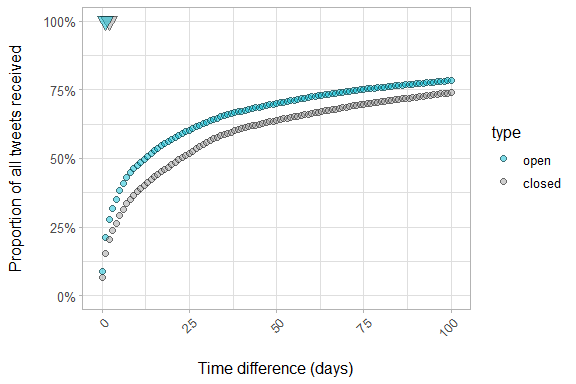 Proportion of all tweets received
100%
75%
50%
25%
0%
0
25
50
75
100
Time difference (days)
type
open
closed